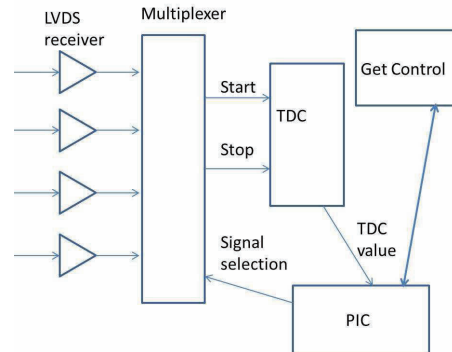 LVDS
receiver
Multiplexer
Start
Stop
TDC
Get Control
Signal
selection
TDC
value
PIC